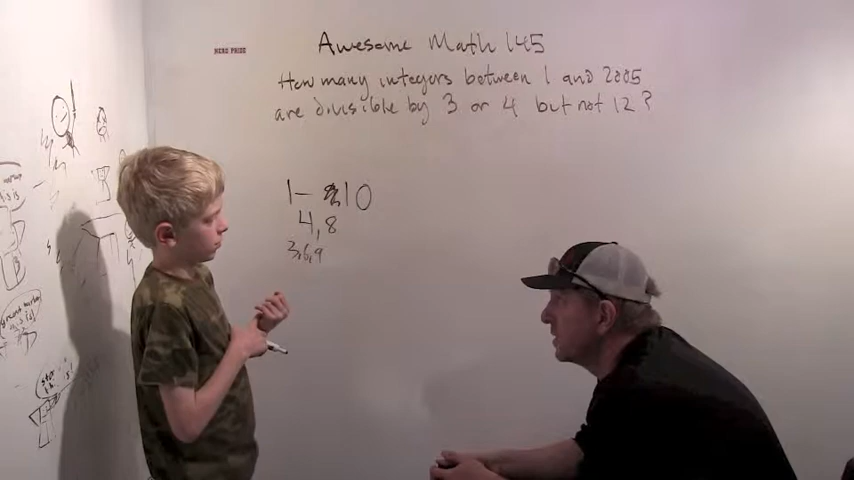 NERD PRIZE
Awesome Math 145
How many integers between 1 and 2005
are divisible by 3 or 4 but not 12?
1- 10
4,8
3,6,9